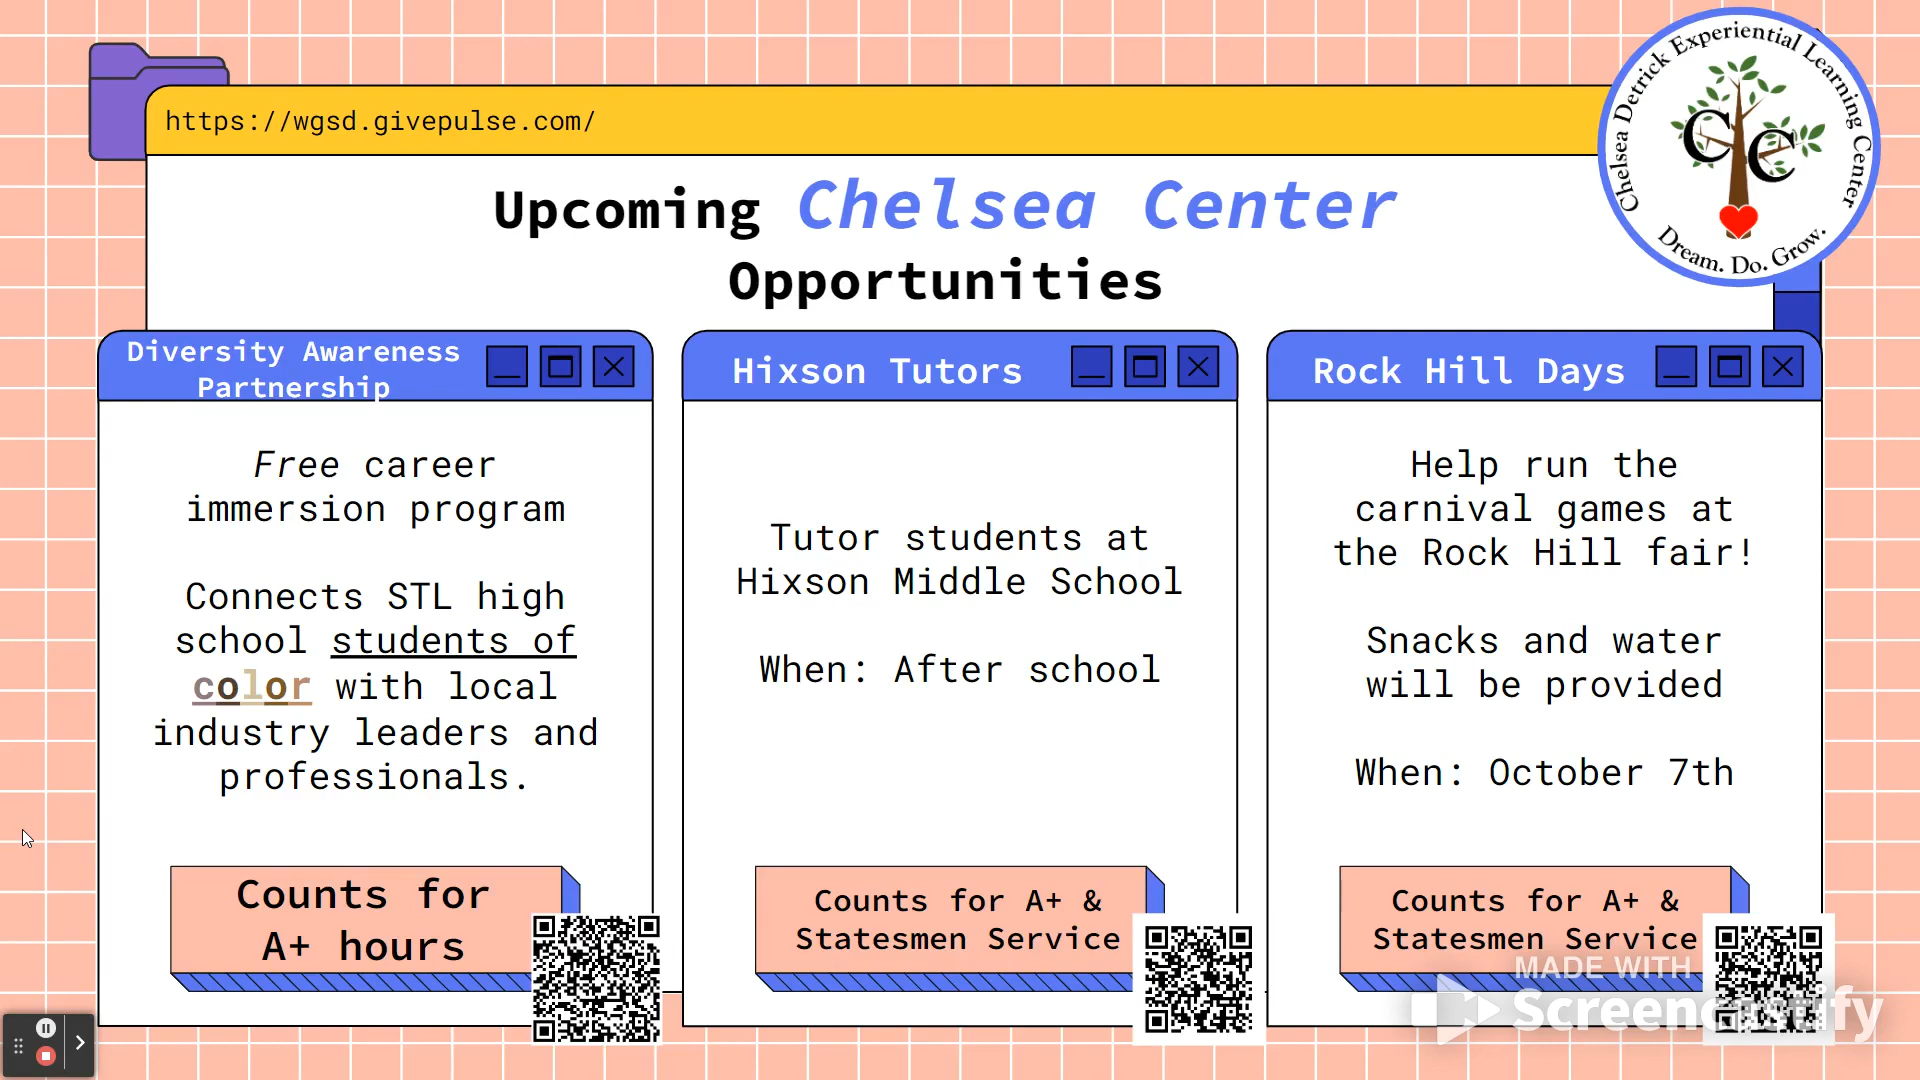 https://wgsd.givepulse.com/
Chelsea Detrick Experiential Learning Center
CC
Dream. Do. Grow.
Upcoming Chelsea Center
Opportunities
Diversity Awareness
Partnership
Free career
immersion program
Connects STL high
school students of
color with local
industry leaders and
professionals.
Counts for
A+ hours
Hixson Tutors
Tutor students at
Hixson Middle School
When: After school
Counts for A+ &
Statesmen Service
Rock Hill Days
Help run the
carnival games at
the Rock Hill fair!
Snacks and water
will be provided
When: October 7th
Counts for A+ &
Statesmen Service
MADE WITH
Screencastify